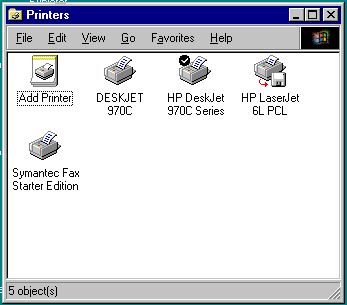 Printers
File Edit View Go Favorites Help
Add Printer
DESKJET
970C
HP DeskJet
970C Series
HP LaserJet
6L PCL
Symantec Fax
Starter Edition
5 object(s)